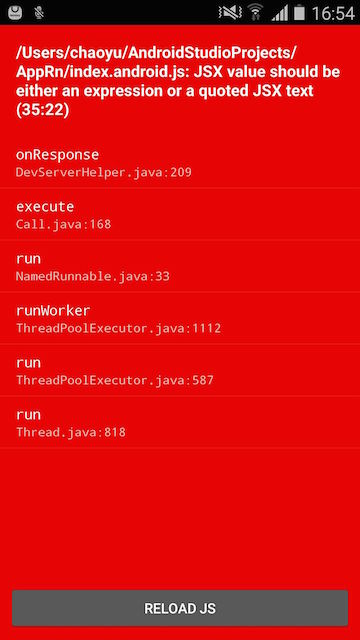 16:54
/Users/chaoyu/AndroidStudioProjects/
AppRn/index.android.js: JSX value should be
either an expression or a quoted JSX text
(35:22)
onResponse
DevServerHelper.java:209
execute
Call.java:168
run
NamedRunnable.java:33
runWorker
ThreadPoolExecutor.java:1112
run
ThreadPoolExecutor.java:587
run
Thread.java:818
RELOAD JS